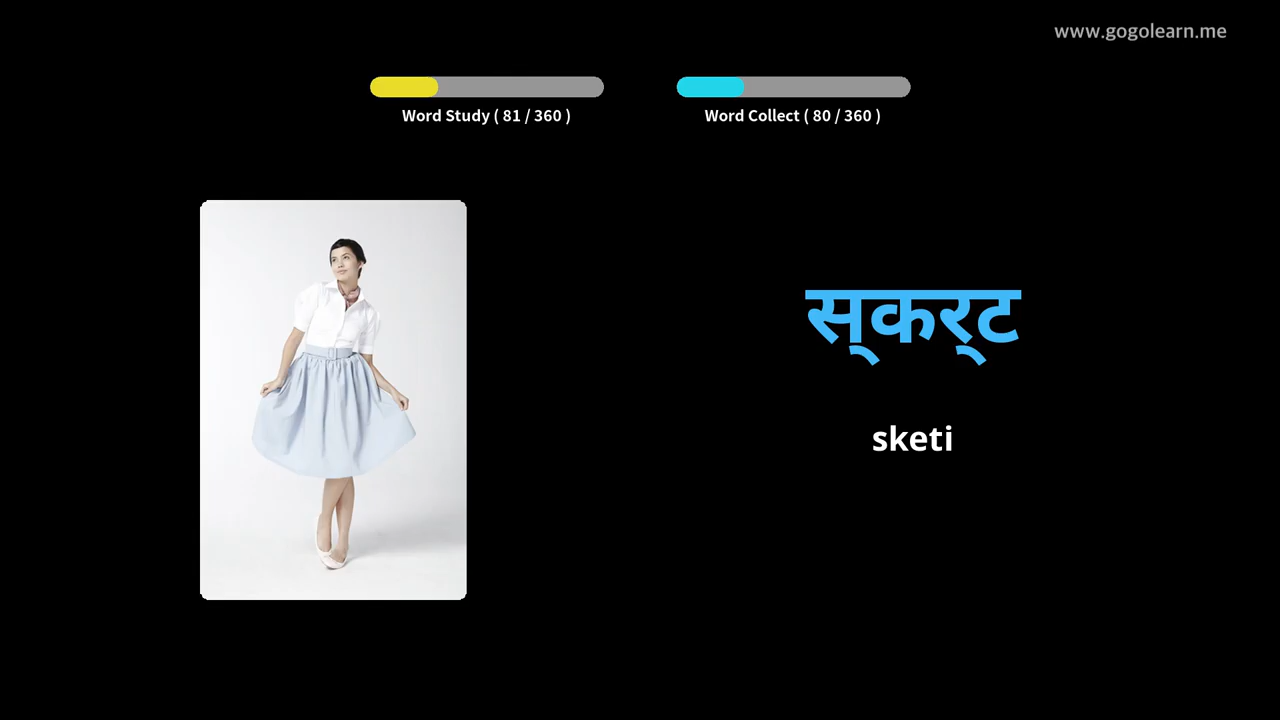 www.gogolearn.me
Word Study ( 81 / 360 )
Word Collect ( 80 / 360 )
स्‌कर्‌ट
sketi